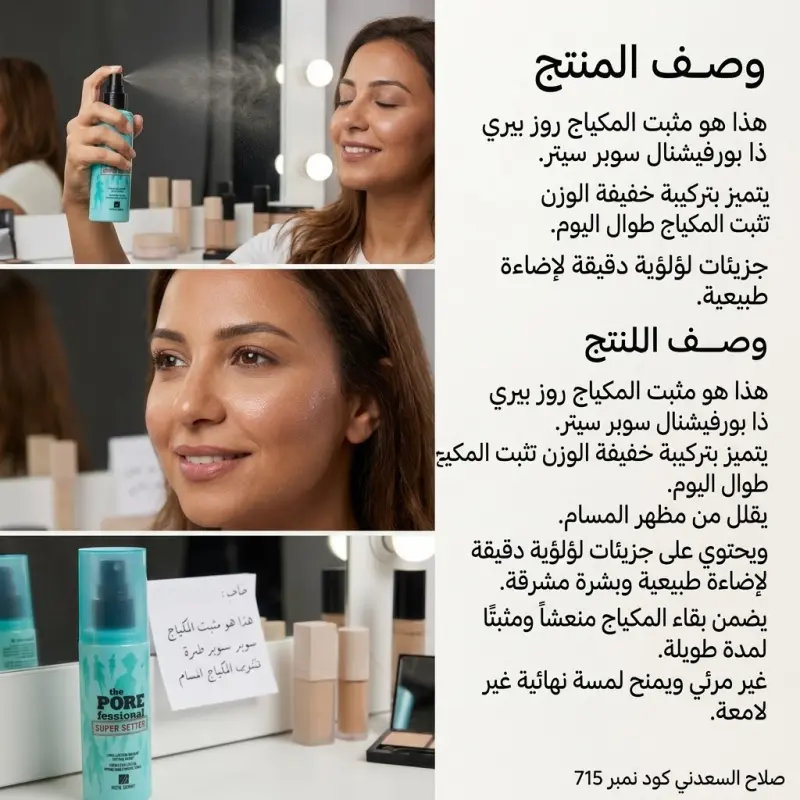 وصف المنتج
هذا هو مثبت المكياج روز بيري
ذا بورفيشنال سوبر سيتر.
يتميز بتركيبة خفيفة الوزن
تثبت المكياج طوال اليوم.
جزيئات لؤلؤية دقيقة لإضاءة
طبيعية.
وصف اللنتج
هذا هو مثبت المكياج روز بيري
ذا بورفيشنال سوبر سيتر.
يتميز بتركيبة خفيفة الوزن تثبت المكيج
طوال اليوم.
يقلل من مظهر المسام.
ويحتوي على جزيئات لؤلؤية دقيقة
لإضاءة طبيعية وبشرة مشرقة.
يضمن بقاء المكياج منعشاً ومثبتًا
لمدة طويلة.
غير مرئي ويمنح لمسة نهائية غير
لامعة.
صلاح السعدني كود نمبر 715
هذا هو مثبت المكياج
سوبر سوبر
المكياج المسام
the
PORE
fessional
SUPER SETTER